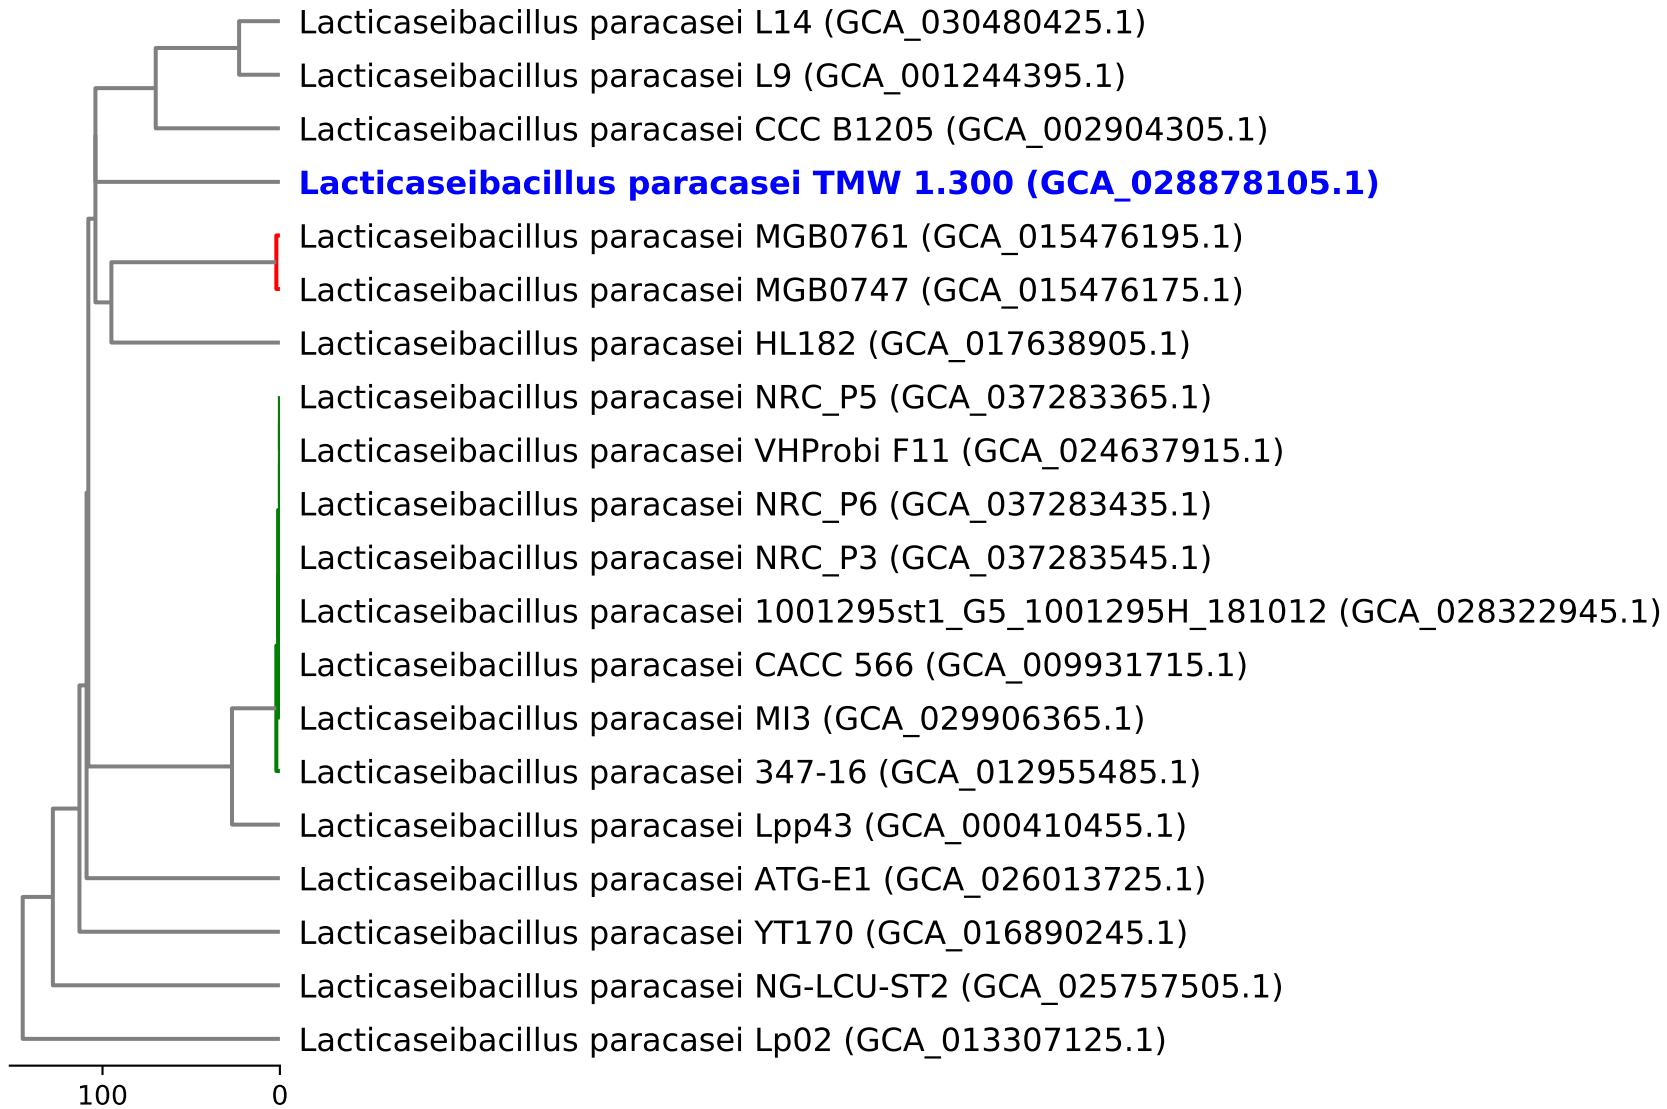 Lacticaseibacillus paracasei L14 (GCA_030480425.1)
Lacticaseibacillus paracasei L9 (GCA_001244395.1)
Lacticaseibacillus paracasei CCC B1205 (GCA_002904305.1)
Lacticaseibacillus paracasei TMW 1.300 (GCA_028878105.1)
Lacticaseibacillus paracasei MGB0761 (GCA_015476195.1)
Lacticaseibacillus paracasei MGB0747 (GCA_015476175.1)
Lacticaseibacillus paracasei HL182 (GCA_017638905.1)
Lacticaseibacillus paracasei NRC_P5 (GCA_037283365.1)
Lacticaseibacillus paracasei VHProbi F11 (GCA_024637915.1)
Lacticaseibacillus paracasei NRC_P6 (GCA_037283435.1)
Lacticaseibacillus paracasei NRC_P3 (GCA_037283545.1)
Lacticaseibacillus paracasei 1001295st1_G5_1001295H_181012 (GCA_028322945.1)
Lacticaseibacillus paracasei CACC 566 (GCA_009931715.1)
Lacticaseibacillus paracasei MI3 (GCA_029906365.1)
Lacticaseibacillus paracasei 347-16 (GCA_012955485.1)
Lacticaseibacillus paracasei Lpp43 (GCA_000410455.1)
Lacticaseibacillus paracasei ATG-E1 (GCA_026013725.1)
Lacticaseibacillus paracasei YT170 (GCA_016890245.1)
Lacticaseibacillus paracasei NG-LCU-ST2 (GCA_025757505.1)
Lacticaseibacillus paracasei Lp02 (GCA_013307125.1)
100 0